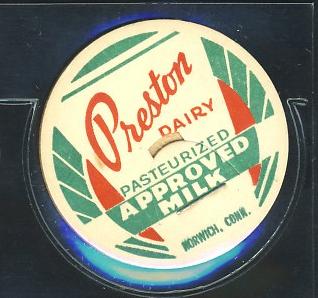 Preston
DAIRY
PASTEURIZED
APPROVED
MILK
NORWICH, CONN.